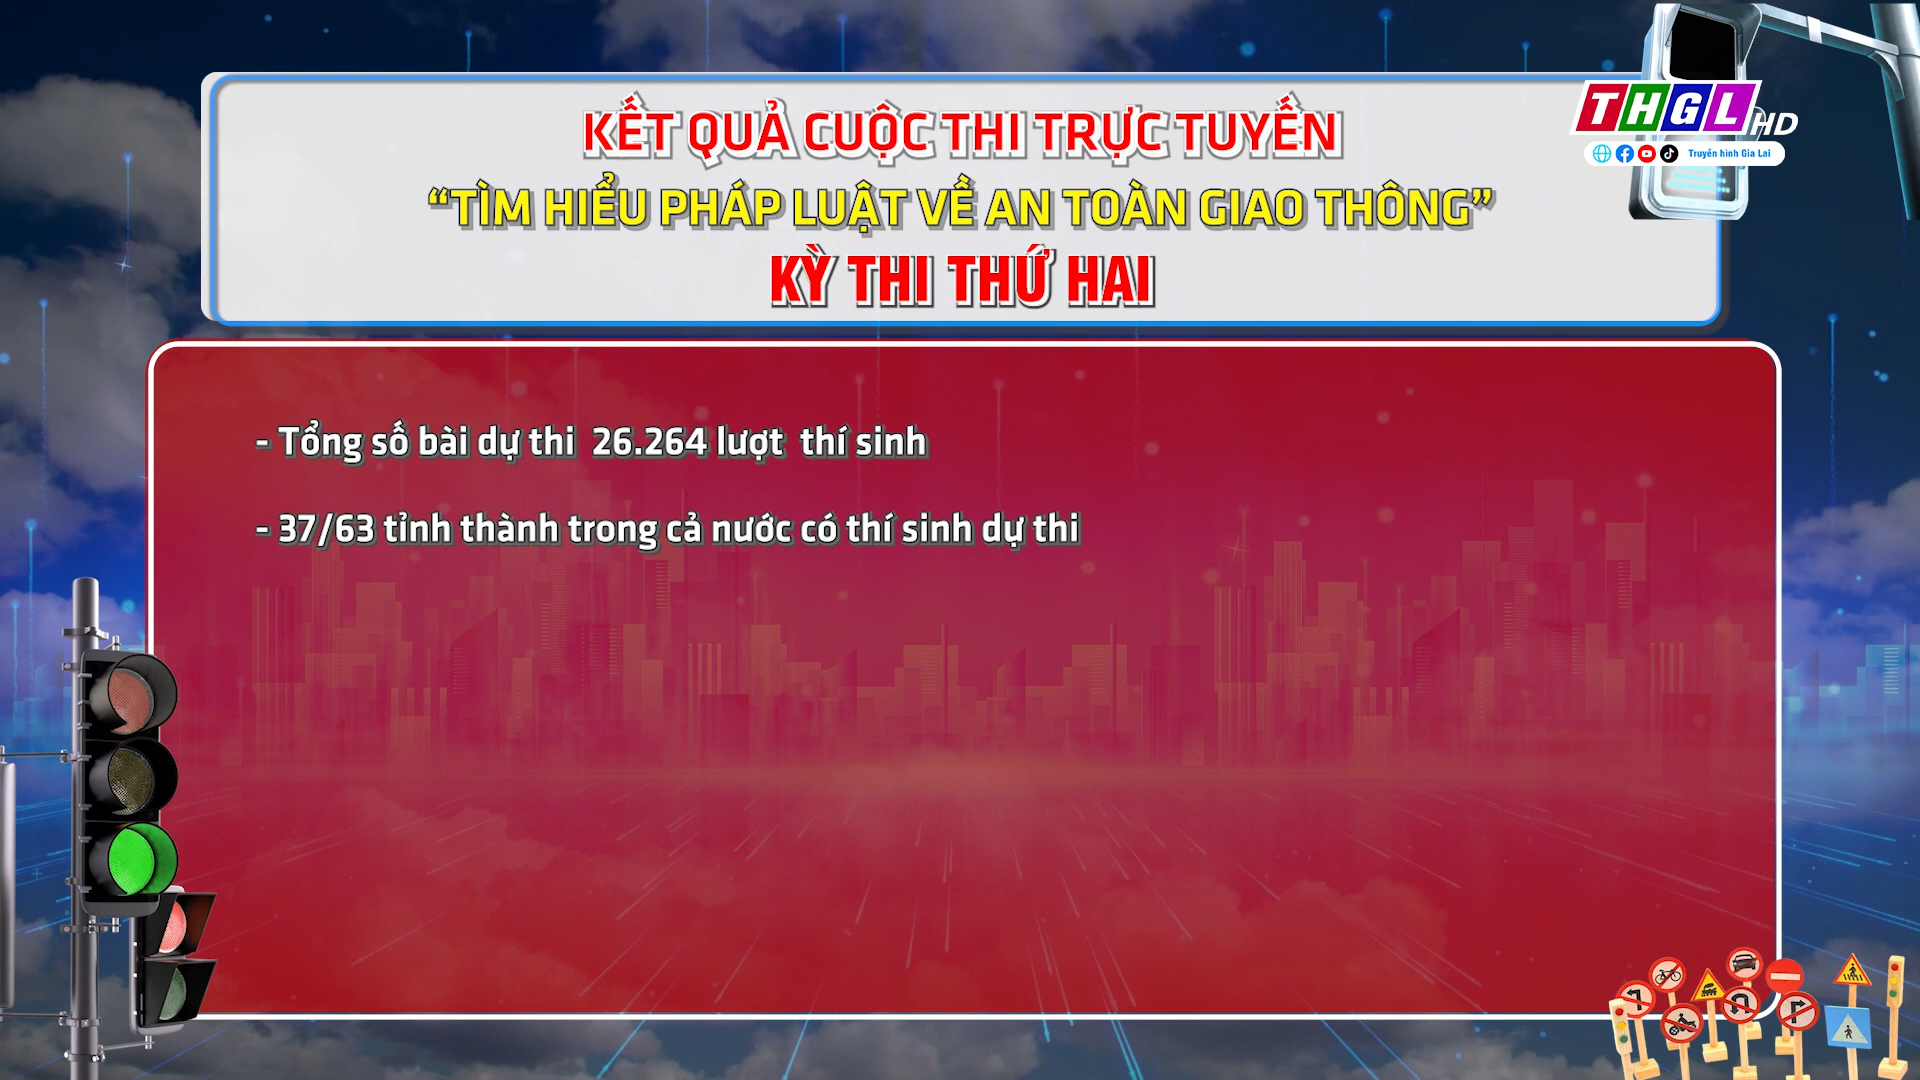 KẾT QUẢ CUỘC THI TRỰC TUYẾN
“TÌM HIỂU PHÁP LUẬT VỀ AN TOÀN GIAO THÔNG”
KỲ THI THỨ HAI
THGL HD
Truyền hình Gia Lai
- Tổng số bài dự thi 26.264 lượt thí sinh
- 37/63 tỉnh thành trong cả nước có thí sinh dự thi